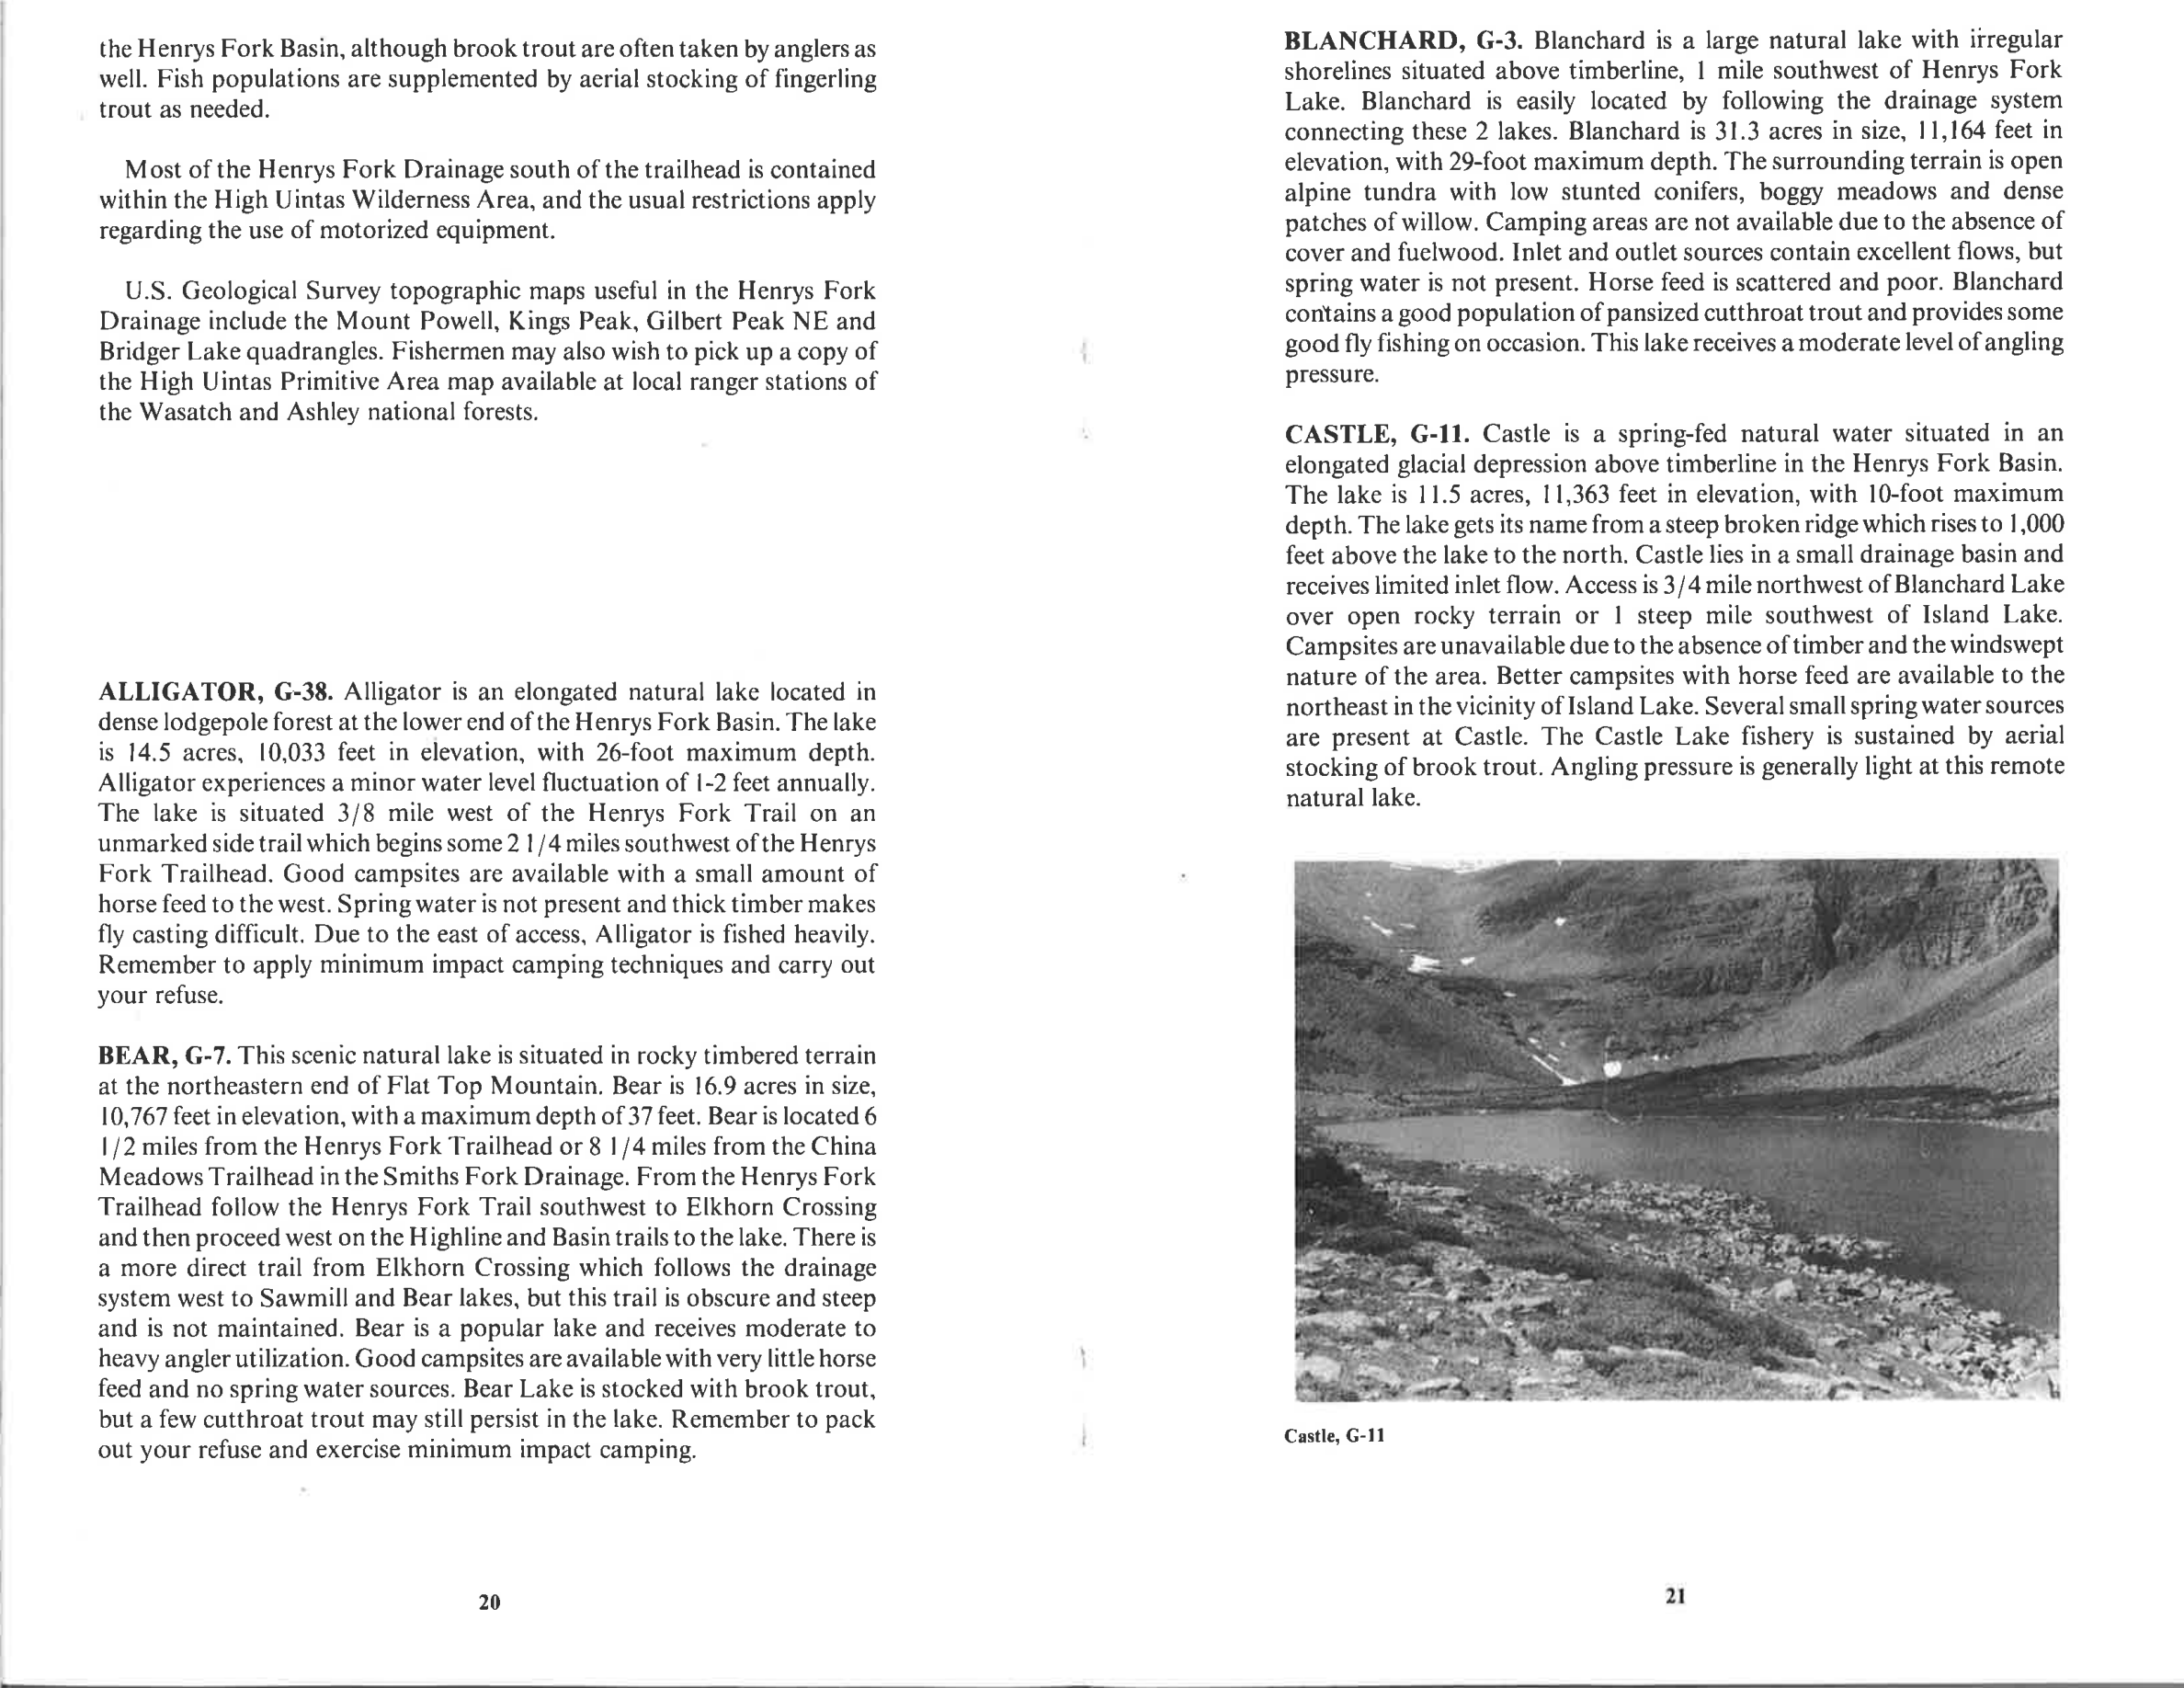 the Henrys Fork Basin, although brook trout are often taken by anglers as
well. Fish populations are supplemented by aerial stocking of fingerling
trout as needed.
Most of the Henrys Fork Drainage south of the trailhead is contained
within the High Uintas Wilderness Area, and the usual restrictions apply
regarding the use of motorized equipment.
U.S. Geological Survey topographic maps useful in the Henrys Fork
Drainage include the Mount Powell, Kings Peak, Gilbert Peak NE and
Bridger Lake quadrangles. Fishermen may also wish to pick up a copy of
the High Uintas Primitive Area map available at local ranger stations of
the Wasatch and Ashley national forests.
ALLIGATOR, G-38. Alligator is an elongated natural lake located in
dense lodgepole forest at the lower end of the Henrys Fork Basin. The lake
is 14.5 acres, 10,033 feet in elevation, with 26-foot maximum depth.
Alligator experiences a minor water level fluctuation of 1-2 feet annually.
The lake is situated 3/8 mile west of the Henrys Fork Trail on an
unmarked side trail which begins some 2 1/4 miles southwest of the Henrys
Fork Trailhead. Good campsites are available with a small amount of
horse feed to the west. Spring water is not present and thick timber makes
fly casting difficult. Due to the east of access, Alligator is fished heavily.
Remember to apply minimum impact camping techniques and carry out
your refuse.
BEAR, G-7. This scenic natural lake is situated in rocky timbered terrain
at the northeastern end of Flat Top Mountain. Bear is 16.9 acres in size,
10,767 feet in elevation, with a maximum depth of 37 feet. Bear is located 6
1/2 miles from the Henrys Fork Trailhead or 8 1/4 miles from the China
Meadows Trailhead in the Smiths Fork Drainage. From the Henrys Fork
Trailhead follow the Henrys Fork Trail southwest to Elkhorn Crossing
and then proceed west on the Highline and Basin trails to the lake. There is
a more direct trail from Elkhorn Crossing which follows the drainage
system west to Sawmill and Bear lakes, but this trail is obscure and steep
and is not maintained. Bear is a popular lake and receives moderate to
heavy angler utilization. Good campsites are available with very little horse
feed and no spring water sources. Bear Lake is stocked with brook trout,
but a few cutthroat trout may still persist in the lake. Remember to pack
out your refuse and exercise minimum impact camping.
20
BLANCHARD, G-3. Blanchard is a large natural lake with irregular
shorelines situated above timberline, 1 mile southwest of Henrys Fork
Lake. Blanchard is easily located by following the drainage system
connecting these 2 lakes. Blanchard is 31.3 acres in size, 11,164 feet in
elevation, with 29-foot maximum depth. The surrounding terrain is open
alpine tundra with low stunted conifers, boggy meadows and dense
patches of willow. Camping areas are not available due to the absence of
cover and fuelwood. Inlet and outlet sources contain excellent flows, but
spring water is not present. Horse feed is scattered and poor. Blanchard
contains a good population of pansized cutthroat trout and provides some
good fly fishing on occasion. This lake receives a moderate level of angling
pressure.
CASTLE, G-11. Castle is a spring-fed natural water situated in an
elongated glacial depression above timberline in the Henrys Fork Basin.
The lake is 11.5 acres, 11,363 feet in elevation, with 10-foot maximum
depth. The lake gets its name from a steep broken ridge which rises to 1,000
feet above the lake to the north. Castle lies in a small drainage basin and
receives limited inlet flow. Access is 3/4 mile northwest of Blanchard Lake
over open rocky terrain or 1 steep mile southwest of Island Lake.
Campsites are unavailable due to the absence of timber and the windswept
nature of the area. Better campsites with horse feed are available to the
northeast in the vicinity of Island Lake. Several small spring water sources
are present at Castle. The Castle Lake fishery is sustained by aerial
stocking of brook trout. Angling pressure is generally light at this remote
natural lake.
Castle, G-11
21